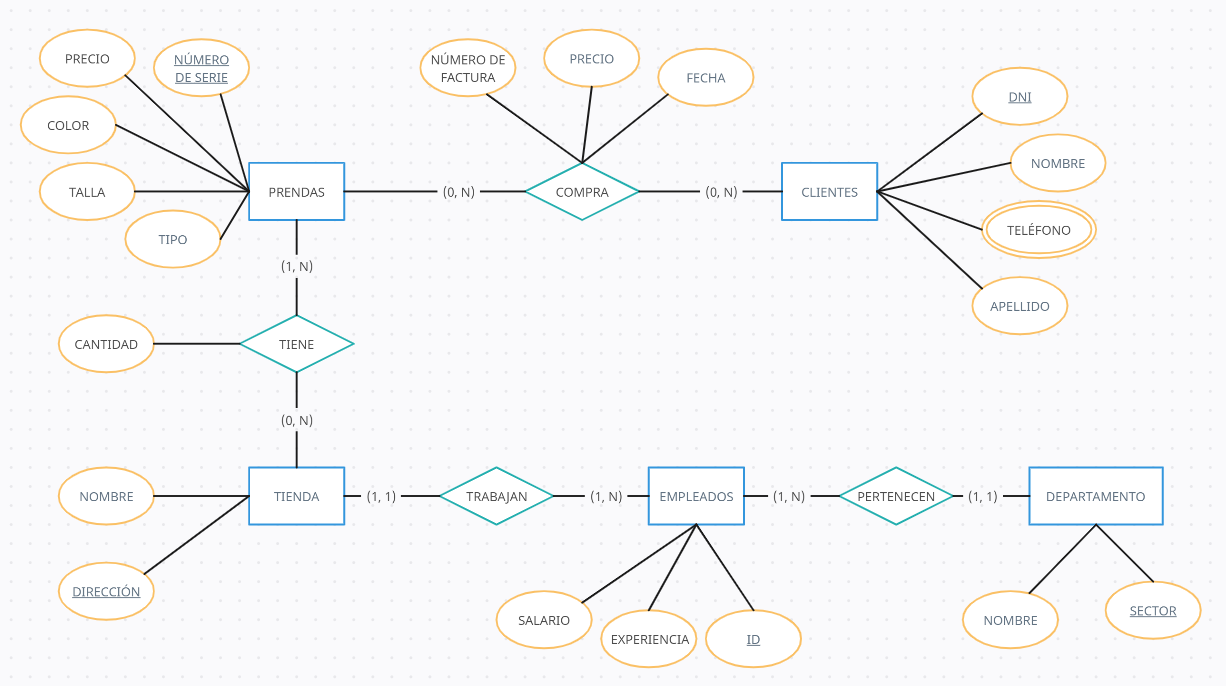 PRECIO
NÚMERO
DE SERIE
COLOR
TALLA
TIPO
PRENDAS
(0, N)
NÚMERO DE
FACTURA
PRECIO
FECHA
COMPRA
(0, N)
CLIENTES
DNI
NOMBRE
TELÉFONO
APELLIDO
(1, N)
CANTIDAD
TIENE
(0, N)
NOMBRE
DIRECCIÓN
TIENDA
(1, 1)
TRABAJAN
(1, N)
EMPLEADOS
(1, N)
PERTENECEN
(1, 1)
DEPARTAMENTO
SALARIO
EXPERIENCIA
ID
NOMBRE
SECTOR